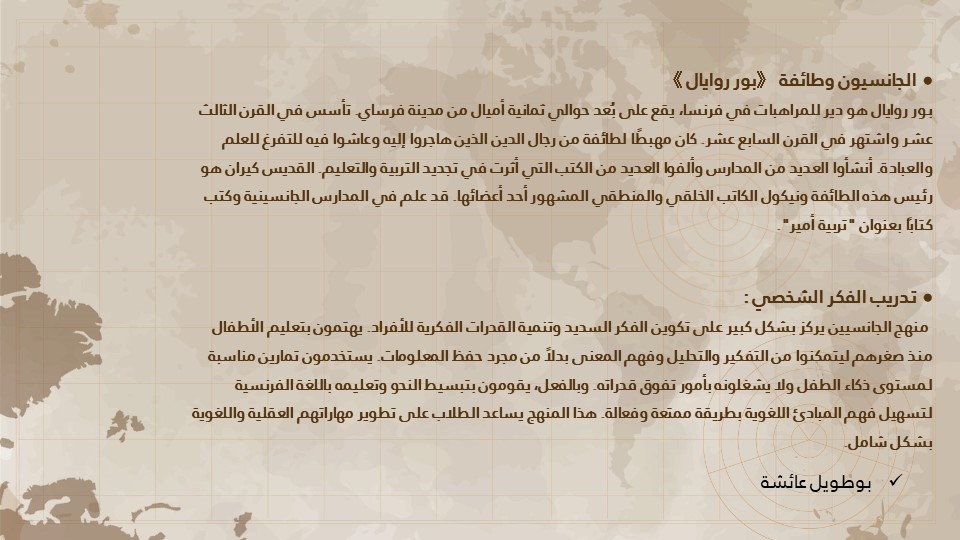 ● الجانسيون وطائفة 《بور روايال》
بور روايال هو دير للمراهبات في فرنسا، يقع على بُعد حوالي ثمانية أميال من مدينة فرساي. تأسس في القرن الثالث
عشر واشتهر في القرن السابع عشر. كان مهبطًا لطائفة من رجال الدين الذين هاجروا إليه وعاشوا فيه للتفرغ للعلم
والعبادة. أنشأوا العديد من المدارس وألفوا العديد من الكتب التي أثرت في تجديد التربية والتعليم. القديس كيران هو
رئيس هذه الطائفة ونيكول الكاتب الخلقي والمنطقي المشهور أحد أعضائها. قد علم في المدارس الجانسينية وكتب
كتابًا بعنوان "تربية أمير".
● تدريب الفكر الشخصي:
منهج الجانسيين يركز بشكل كبير على تكوين الفكر السديد وتنمية القدرات الفكرية للأفراد. يهتمون بتعليم الأطفال
منذ صغرهم ليتمكنوا من التفكير والتحليل وفهم المعنى بدلاً من مجرد حفظ المعلومات. يستخدمون تمارين مناسبة
لمستوى ذكاء الطفل ولا يشغلونه بأمور تفوق قدراته. وبالفعل، يقومون بتبسيط النحو وتعليمه باللغة الفرنسية
لتسهيل فهم المبادئ اللغوية بطريقة ممتعة وفعالة. هذا المنهج يساعد الطلاب على تطوير مهاراتهم العقلية واللغوية
بشكل شامل.
✓ بوطويل عائشة